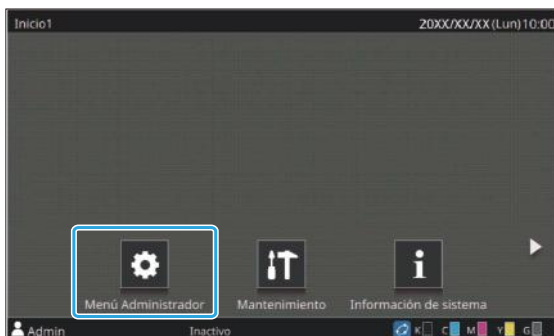 Inicio1 20XX/XX/XX (Lun) 10:00
Menú Administrador Mantenimiento Información de sistema
Admin Inactivo K C M Y G